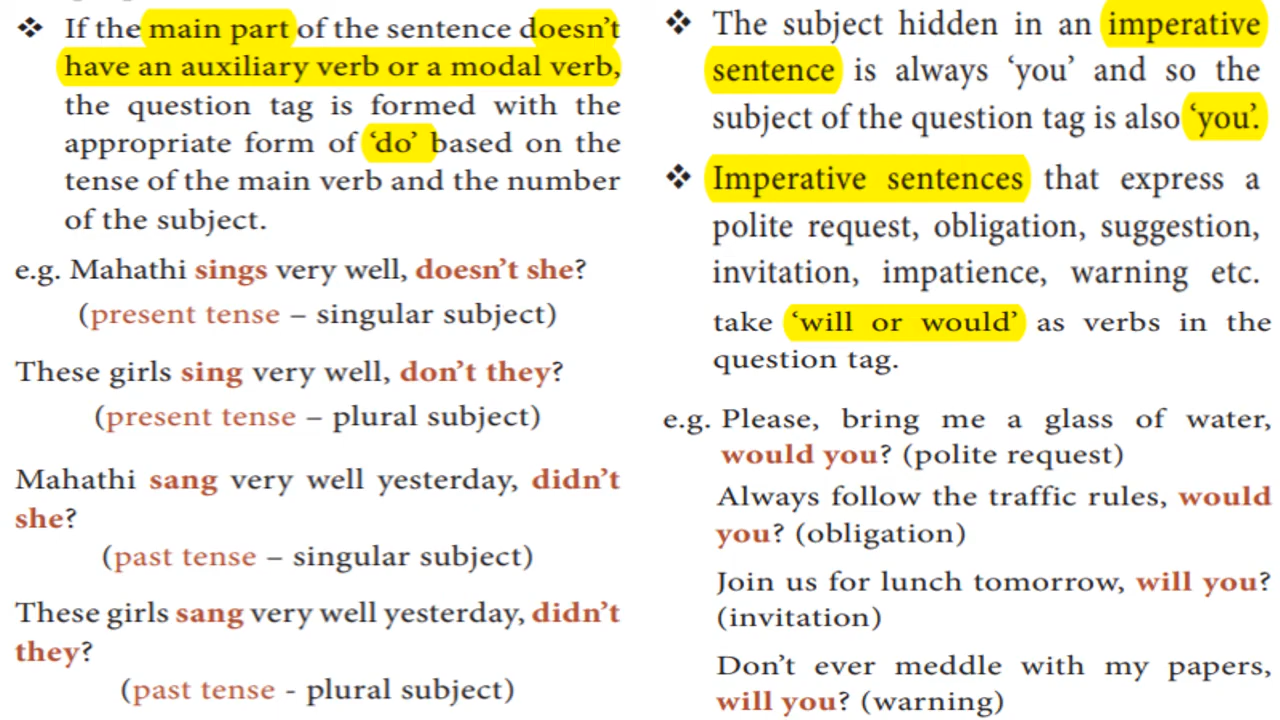 ❖ If the main part of the sentence doesn’t
have an auxiliary verb or a modal verb,
the question tag is formed with the
appropriate form of ‘do’ based on the
tense of the main verb and the number
of the subject.
e.g. Mahathi sings very well, doesn’t she?
(present tense – singular subject)
These girls sing very well, don’t they?
(present tense – plural subject)
Mahathi sang very well yesterday, didn’t
she?
(past tense – singular subject)
These girls sang very well yesterday, didn’t
they?
(past tense - plural subject)
❖ The subject hidden in an imperative
sentence is always ‘you’ and so the
subject of the question tag is also ‘you’.
❖ Imperative sentences that express a
polite request, obligation, suggestion,
invitation, impatience, warning etc.
take ‘will or would’ as verbs in the
question tag.
e.g. Please, bring me a glass of water,
would you? (polite request)
Always follow the traffic rules, would
you? (obligation)
Join us for lunch tomorrow, will you?
(invitation)
Don’t ever meddle with my papers,
will you? (warning)